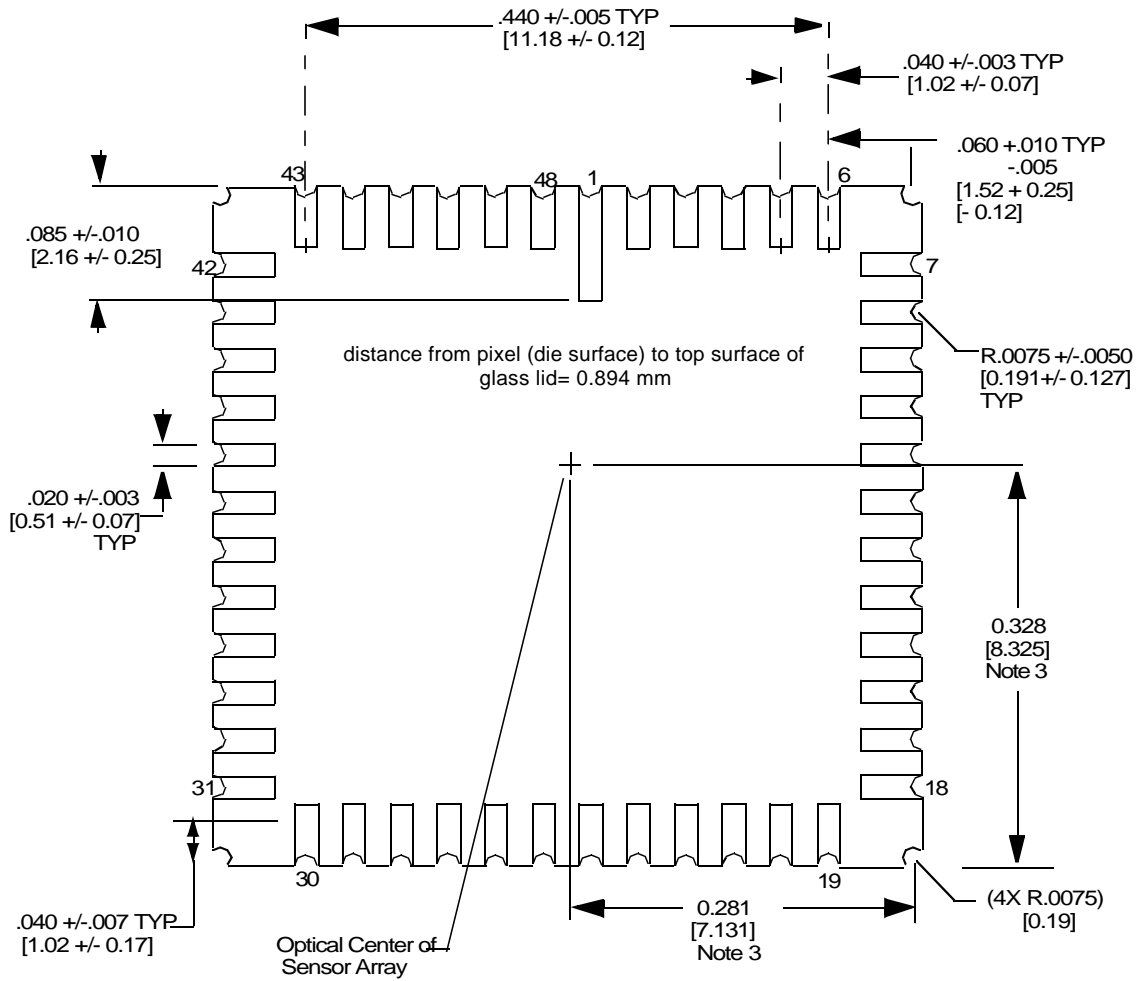 .440 +/-.005 TYP
[11.18 +/- 0.12]
.040 +/-.003 TYP
[1.02 +/- 0.07]
.060 +.010 TYP
-.005
[1.52 + 0.25]
[- 0.12]
43
48
1
6
.085 +/-.010
[2.16 +/- 0.25]
42
7
distance from pixel (die surface) to top surface of
glass lid= 0.894 mm
R.0075 +/-.0050
[0.191+/- 0.127]
TYP
.020 +/-.003
[0.51 +/- 0.07]
TYP
0.328
[8.325]
Note 3
31
18
30
19
.040 +/-.007 TYP
[1.02 +/- 0.17]
0.281
[7.131]
Note 3
(4X R.0075)
[0.19]
Optical Center of
Sensor Array